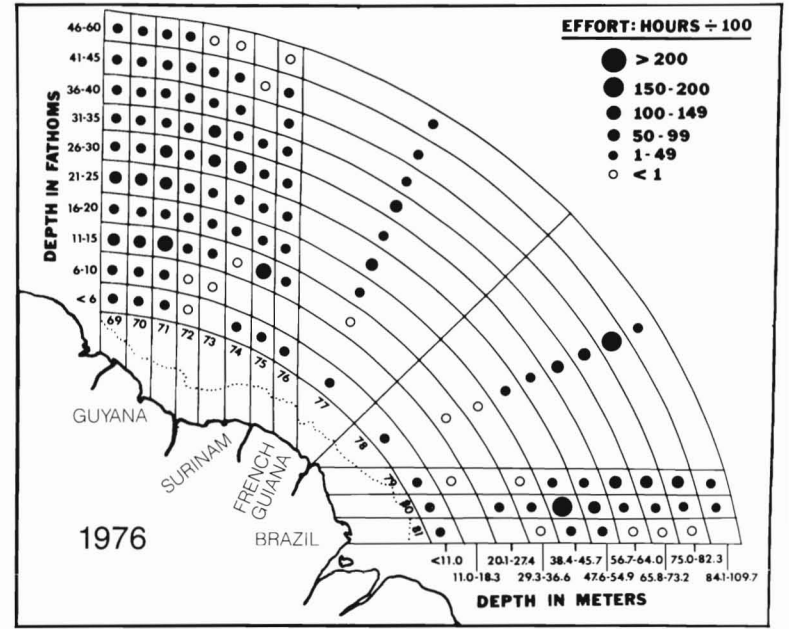 EFFORT: HOURS ÷ 100
> 200
150-200
100-149
50-99
1-49
< 1
DEPTH IN FATHOMS
46-60
41-45
36-40
31-35
26-30
21-25
16-20
11-15
6-10
< 6
69 70 71 72 73 74 75 76 77 78 79 80 81
GUYANA
SURINAM
FRENCH
GUIANA
BRAZIL
1976
<11.0 20.1-27.4 38.4-45.7 56.7-64.0 75.0-82.3
11.0-18.3 29.3-36.6 47.6-54.9 65.8-73.2 84.1-109.7
DEPTH IN METERS